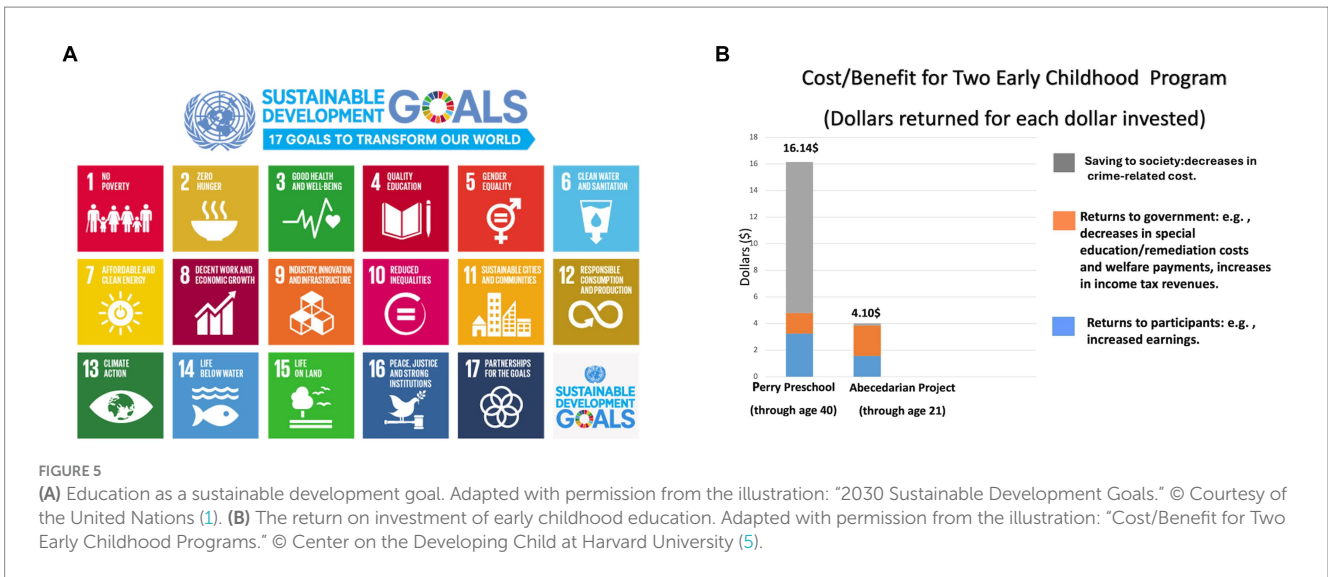 A
SUSTAINABLE
DEVELOPMENT
GOALS
17 GOALS TO TRANSFORM OUR WORLD
1 NO
POVERTY
2 ZERO
HUNGER
3 GOOD HEALTH
AND WELL-BEING
4 QUALITY
EDUCATION
5 GENDER
EQUALITY
6 CLEAN WATER
AND SANITATION
7 AFFORDABLE AND
CLEAN ENERGY
8 DECENT WORK AND
ECONOMIC GROWTH
9 INDUSTRY, INNOVATION
AND INFRASTRUCTURE
10 REDUCED
INEQUALITIES
11 SUSTAINABLE CITIES
AND COMMUNITIES
12 RESPONSIBLE
CONSUMPTION
AND PRODUCTION
13 CLIMATE
ACTION
14 LIFE
BELOW WATER
15 LIFE
ON LAND
16 PEACE, JUSTICE
AND STRONG
INSTITUTIONS
17 PARTNERSHIPS
FOR THE GOALS
SUSTAINABLE
DEVELOPMENT
GOALS
B
Cost/Benefit for Two Early Childhood Program
(Dollars returned for each dollar invested)
Dollars ($)
18
16
14
12
10
8
6
4
2
0
16.14$
4.10$
Perry Preschool
(through age 40)
Abecedarian Project
(through age 21)
Saving to society:decreases in
crime-related cost.
Returns to government: e.g. ,
decreases in special
education/remediation costs
and welfare payments, increases
in income tax revenues.
Returns to participants: e.g. ,
increased earnings.
FIGURE 5
(A) Education as a sustainable development goal. Adapted with permission from the illustration: “2030 Sustainable Development Goals.” © Courtesy of
the United Nations (1). (B) The return on investment of early childhood education. Adapted with permission from the illustration: “Cost/Benefit for Two
Early Childhood Programs.” © Center on the Developing Child at Harvard University (5).